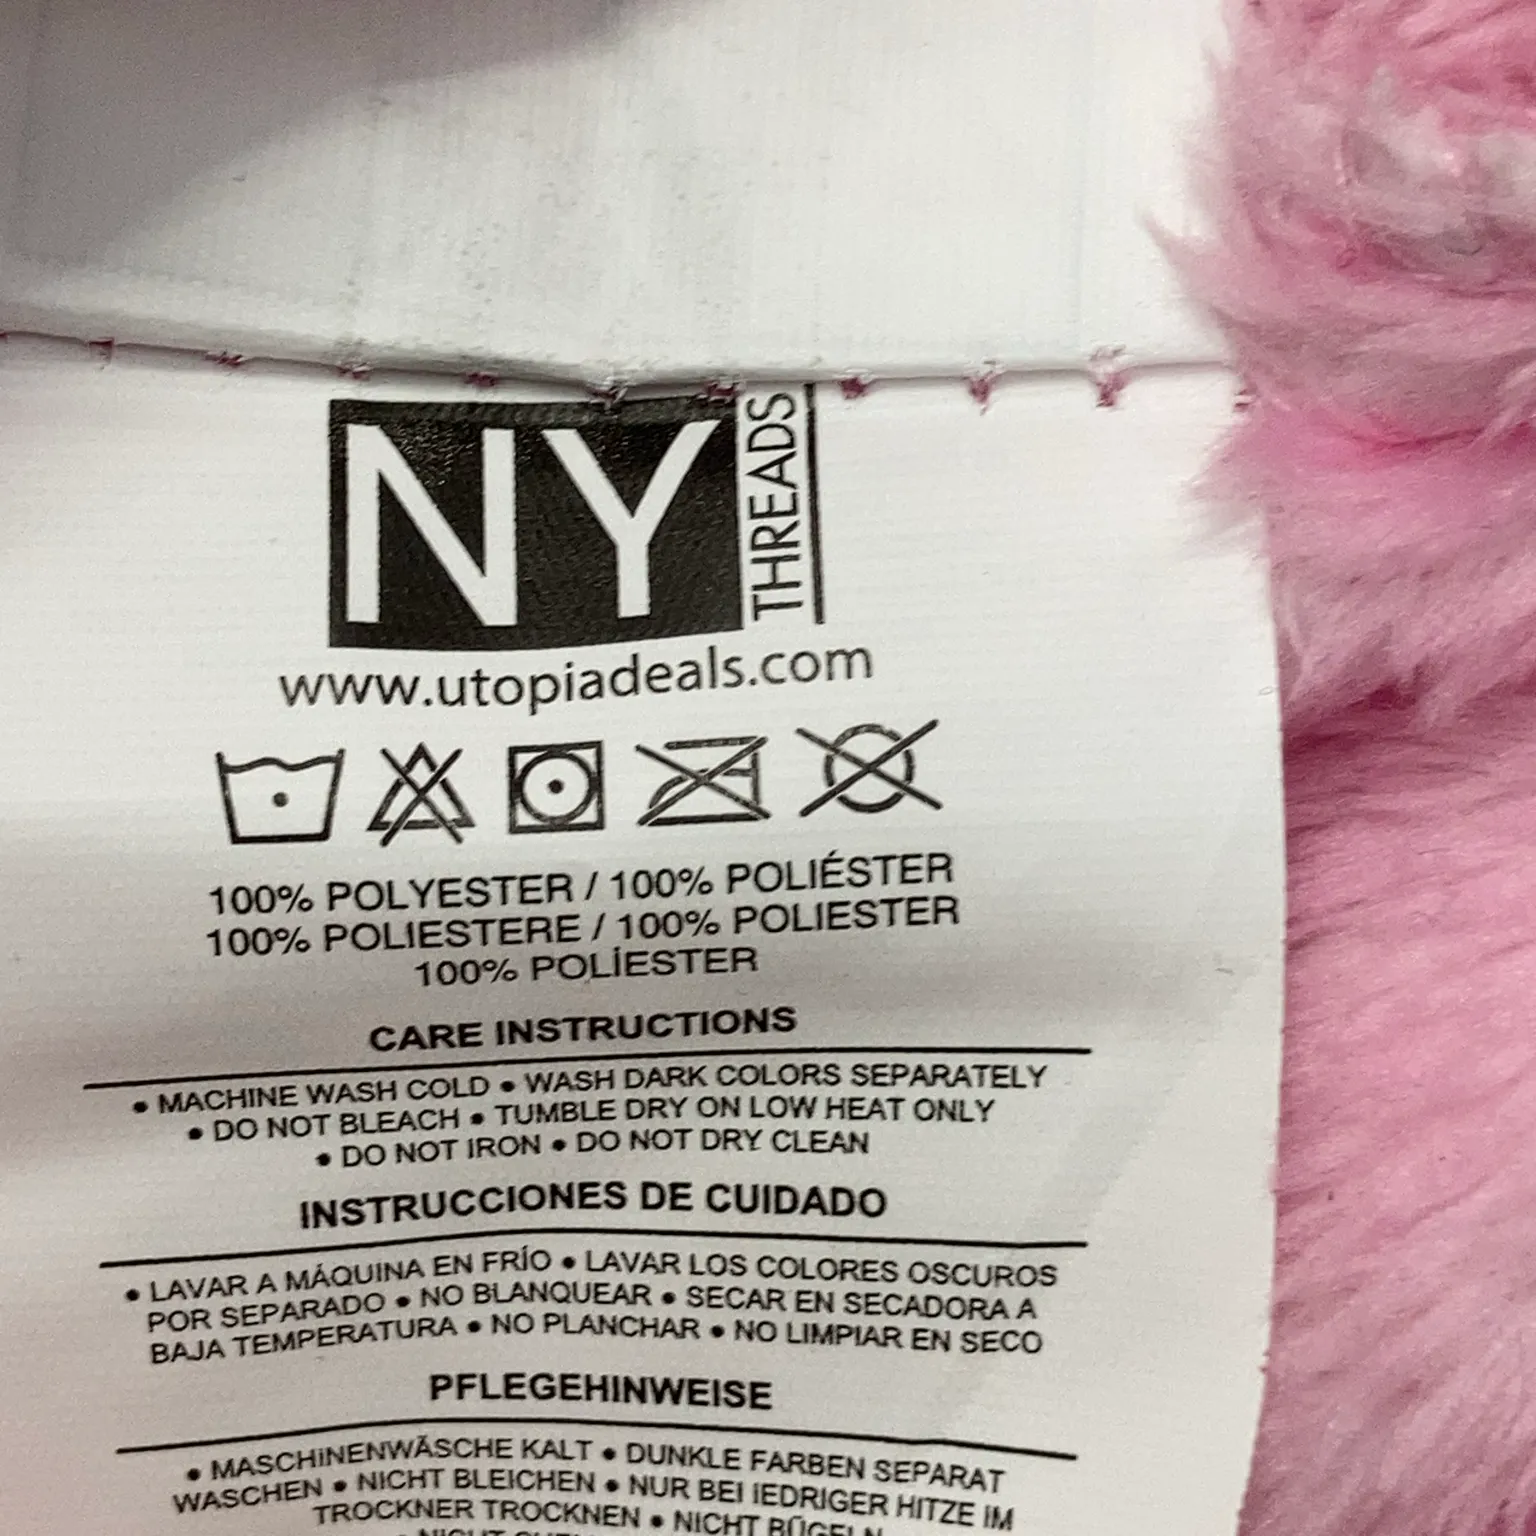 NY THREADS
www.utopiadeals.com
100% POLYESTER / 100% POLIÉSTER
100% POLIESTERE / 100% POLIESTER
100% POLİESTER
CARE INSTRUCTIONS
• MACHINE WASH COLD • WASH DARK COLORS SEPARATELY
• DO NOT BLEACH • TUMBLE DRY ON LOW HEAT ONLY
• DO NOT IRON • DO NOT DRY CLEAN
INSTRUCCIONES DE CUIDADO
• LAVAR A MÁQUINA EN FRÍO • LAVAR LOS COLORES OSCUROS
POR SEPARADO • NO BLANQUEAR • SECAR EN SECADORA A
BAJA TEMPERATURA • NO PLANCHAR • NO LIMPIAR EN SECO
PFLEGEHINWEISE
• MASCHİNENWÄSCHE KALT • DUNKLE FARBEN SEPARAT
WASCHEN • NICHT BLEICHEN • NUR BEI IEDRIGER HITZE IM
TROCKNER TROCKNEN • NICHT BÜGELN
• NICHT